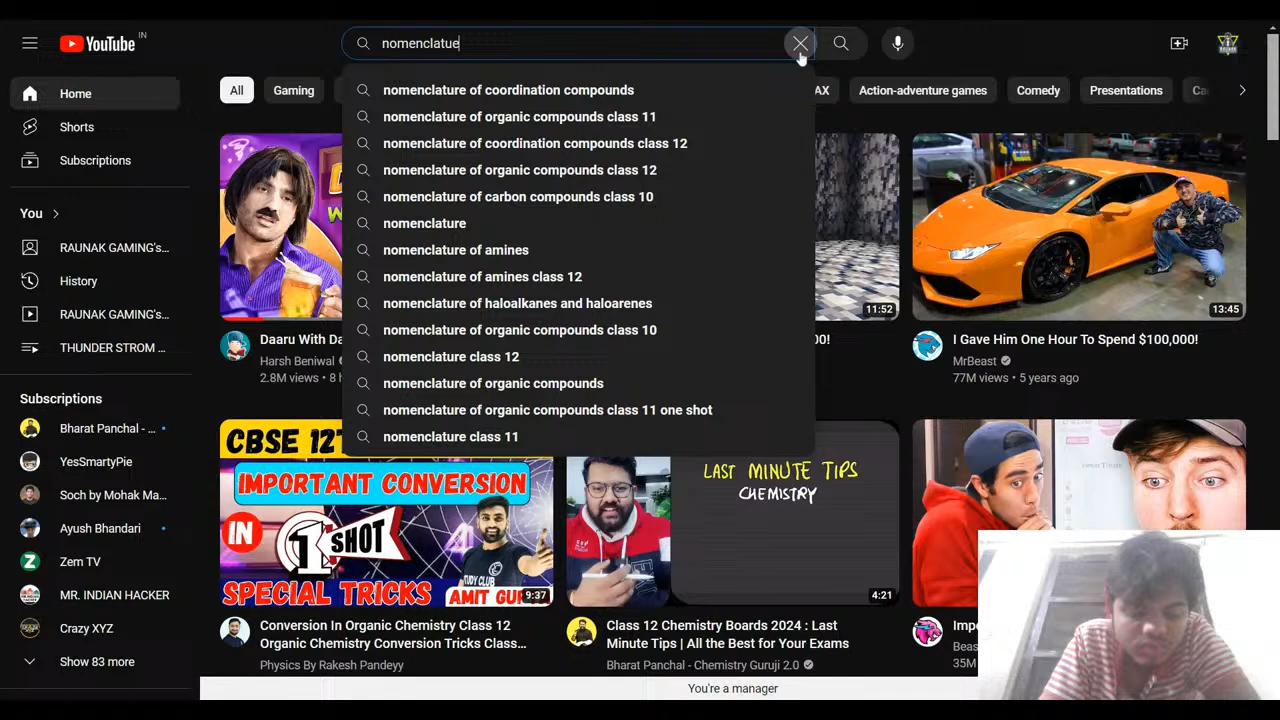 YouTube IN
nomenclatue
Home
Shorts
Subscriptions
You
RAUNAK GAMING's...
History
RAUNAK GAMING's...
THUNDER STROM ...
Subscriptions
Bharat Panchal - ...
YesSmartyPie
Soch by Mohak Ma...
Ayush Bhandari
Zem TV
MR. INDIAN HACKER
Crazy XYZ
Show 83 more
All
Gaming
AX
Action-adventure games
Comedy
Presentations
nomenclature of coordination compounds
nomenclature of organic compounds class 11
nomenclature of coordination compounds class 12
nomenclature of organic compounds class 12
nomenclature of carbon compounds class 10
nomenclature
nomenclature of amines
nomenclature of amines class 12
nomenclature of haloalkanes and haloarenes
nomenclature of organic compounds class 10
nomenclature class 12
nomenclature of organic compounds
nomenclature of organic compounds class 11 one shot
nomenclature class 11
Daaru With Da
Harsh Beniwal
2.8M views • 8 h
11:52
0!
13:45
I Gave Him One Hour To Spend $100,000!
MrBeast
77M views • 5 years ago
CBSE 12T
IMPORTANT CONVERSION
IN
1 SHOT
SPECIAL TRICKS
STUDY CLUB
AMIT GUP
9:37
Conversion In Organic Chemistry Class 12
Organic Chemistry Conversion Tricks Class...
Physics By Rakesh Pandeyy
LAST MINUTE TIPS
CHEMISTRY
4:21
Class 12 Chemistry Boards 2024 : Last
Minute Tips | All the Best for Your Exams
Bharat Panchal - Chemistry Guruji 2.0
Impo
Beas
35M
You're a manager